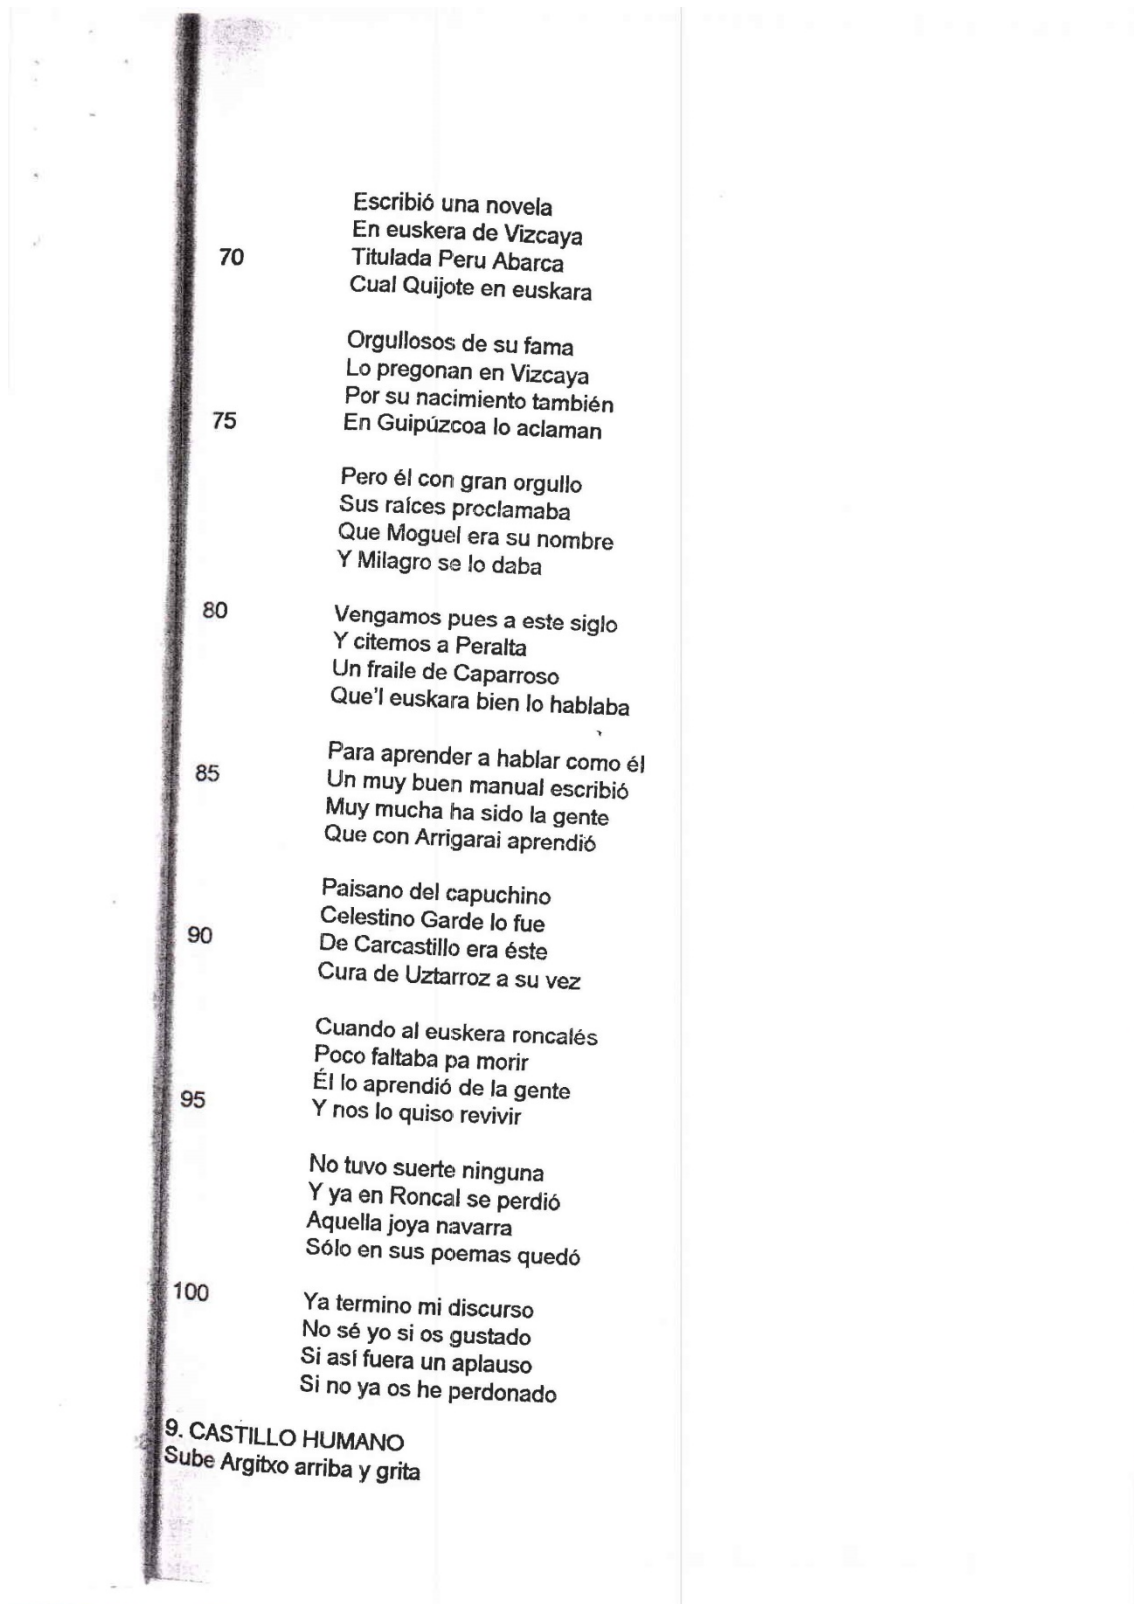 Escribió una novela
En euskera de Vizcaya
70 Titulada Peru Abarca
Cual Quijote en euskara
Orgullosos de su fama
Lo pregonan en Vizcaya
Por su nacimiento también
75 En Guipúzcoa lo aclaman
Pero él con gran orgullo
Sus raíces proclamaba
Que Moguel era su nombre
Y Milagro se lo daba
80 Vengamos pues a este siglo
Y citemos a Peralta
Un fraile de Caparroso
Que'l euskara bien lo hablaba
Para aprender a hablar como él
85 Un muy buen manual escribió
Muy mucha ha sido la gente
Que con Arrigarai aprendió
Paisano del capuchino
Celestino Garde lo fue
90 De Carcastillo era éste
Cura de Uztarroz a su vez
Cuando al euskera roncalés
Poco faltaba pa morir
Él lo aprendió de la gente
95 Y nos lo quiso revivir
No tuvo suerte ninguna
Y ya en Roncal se perdió
Aquella joya navarra
Sólo en sus poemas quedó
100 Ya termino mi discurso
No sé yo si os gustado
Si así fuera un aplauso
Si no ya os he perdonado
9. CASTILLO HUMANO
Sube Argitxo arriba y grita